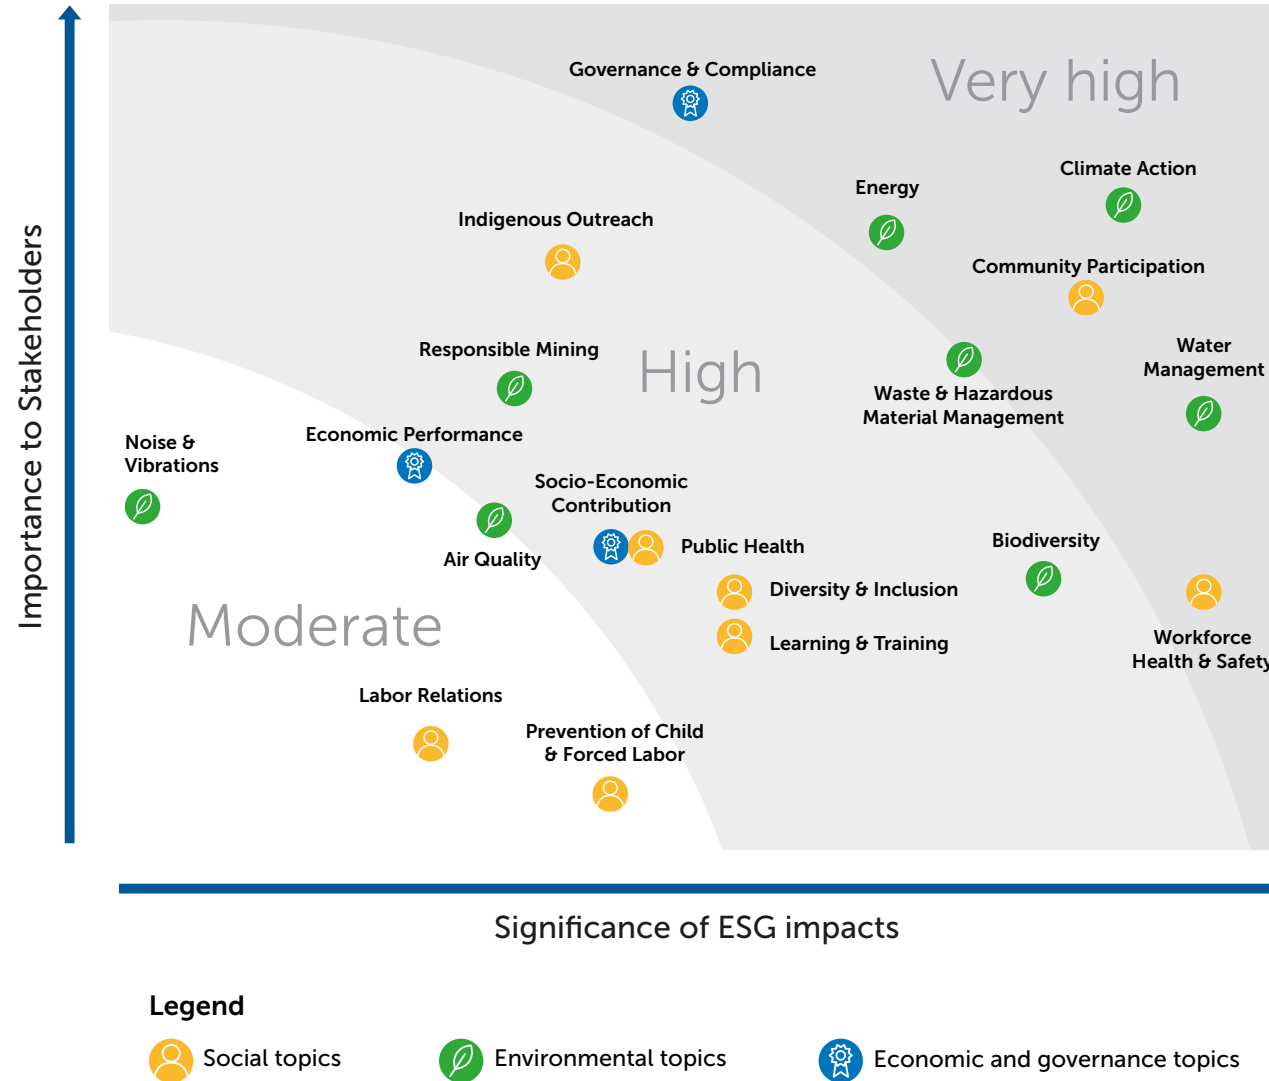 Governance & Compliance
Very high
Climate Action
Energy
Indigenous Outreach
Community Participation
Importance to Stakeholders
Responsible Mining
High
Water
Management
Waste & Hazardous
Material Management
Noise &
Vibrations
Economic Performance
Socio-Economic
Contribution
Air Quality
Public Health
Biodiversity
Diversity & Inclusion
Moderate
Learning & Training
Workforce
Health & Safety
Labor Relations
Prevention of Child
& Forced Labor
Significance of ESG impacts
Legend
Social topics
Environmental topics
Economic and governance topics